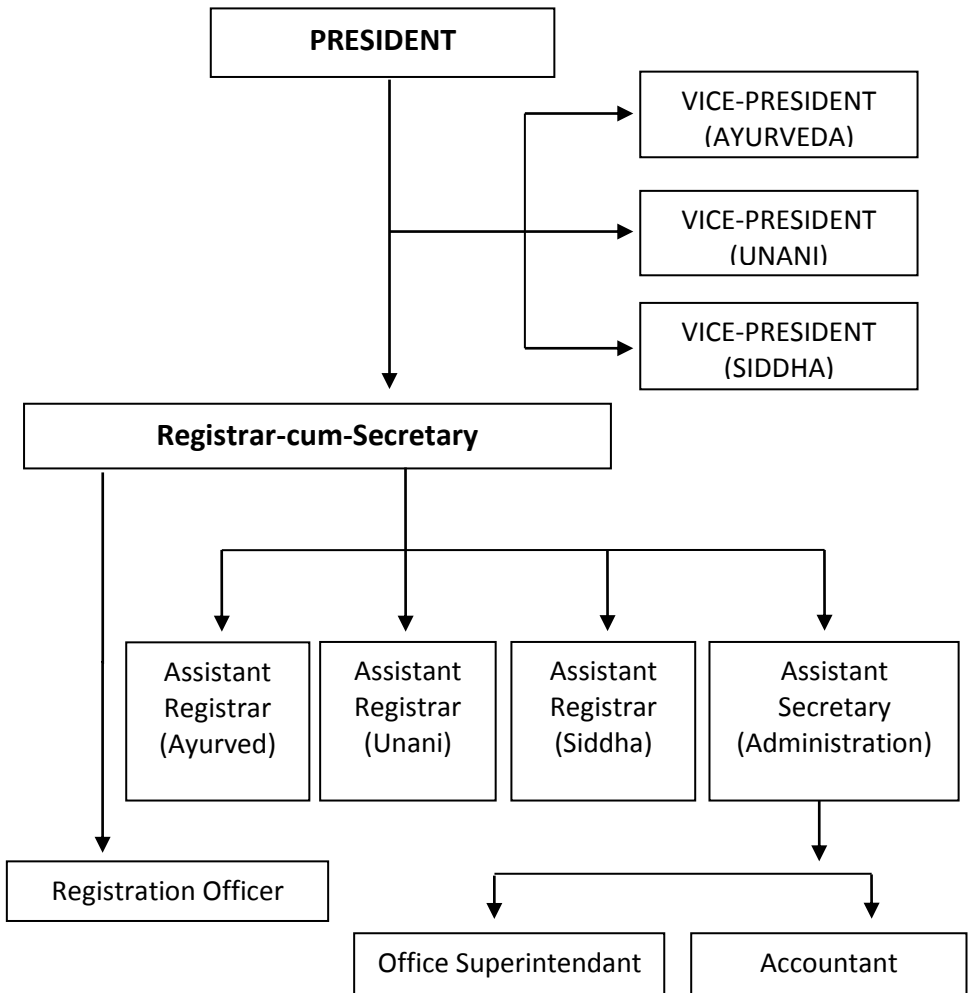 PRESIDENT
VICE-PRESIDENT
(AYURVEDA)
VICE-PRESIDENT
(UNANI)
VICE-PRESIDENT
(SIDDHA)
Registrar-cum-Secretary
Assistant
Registrar
(Ayurved)
Assistant
Registrar
(Unani)
Assistant
Registrar
(Siddha)
Assistant
Secretary
(Administration)
Registration Officer
Office Superintendant
Accountant